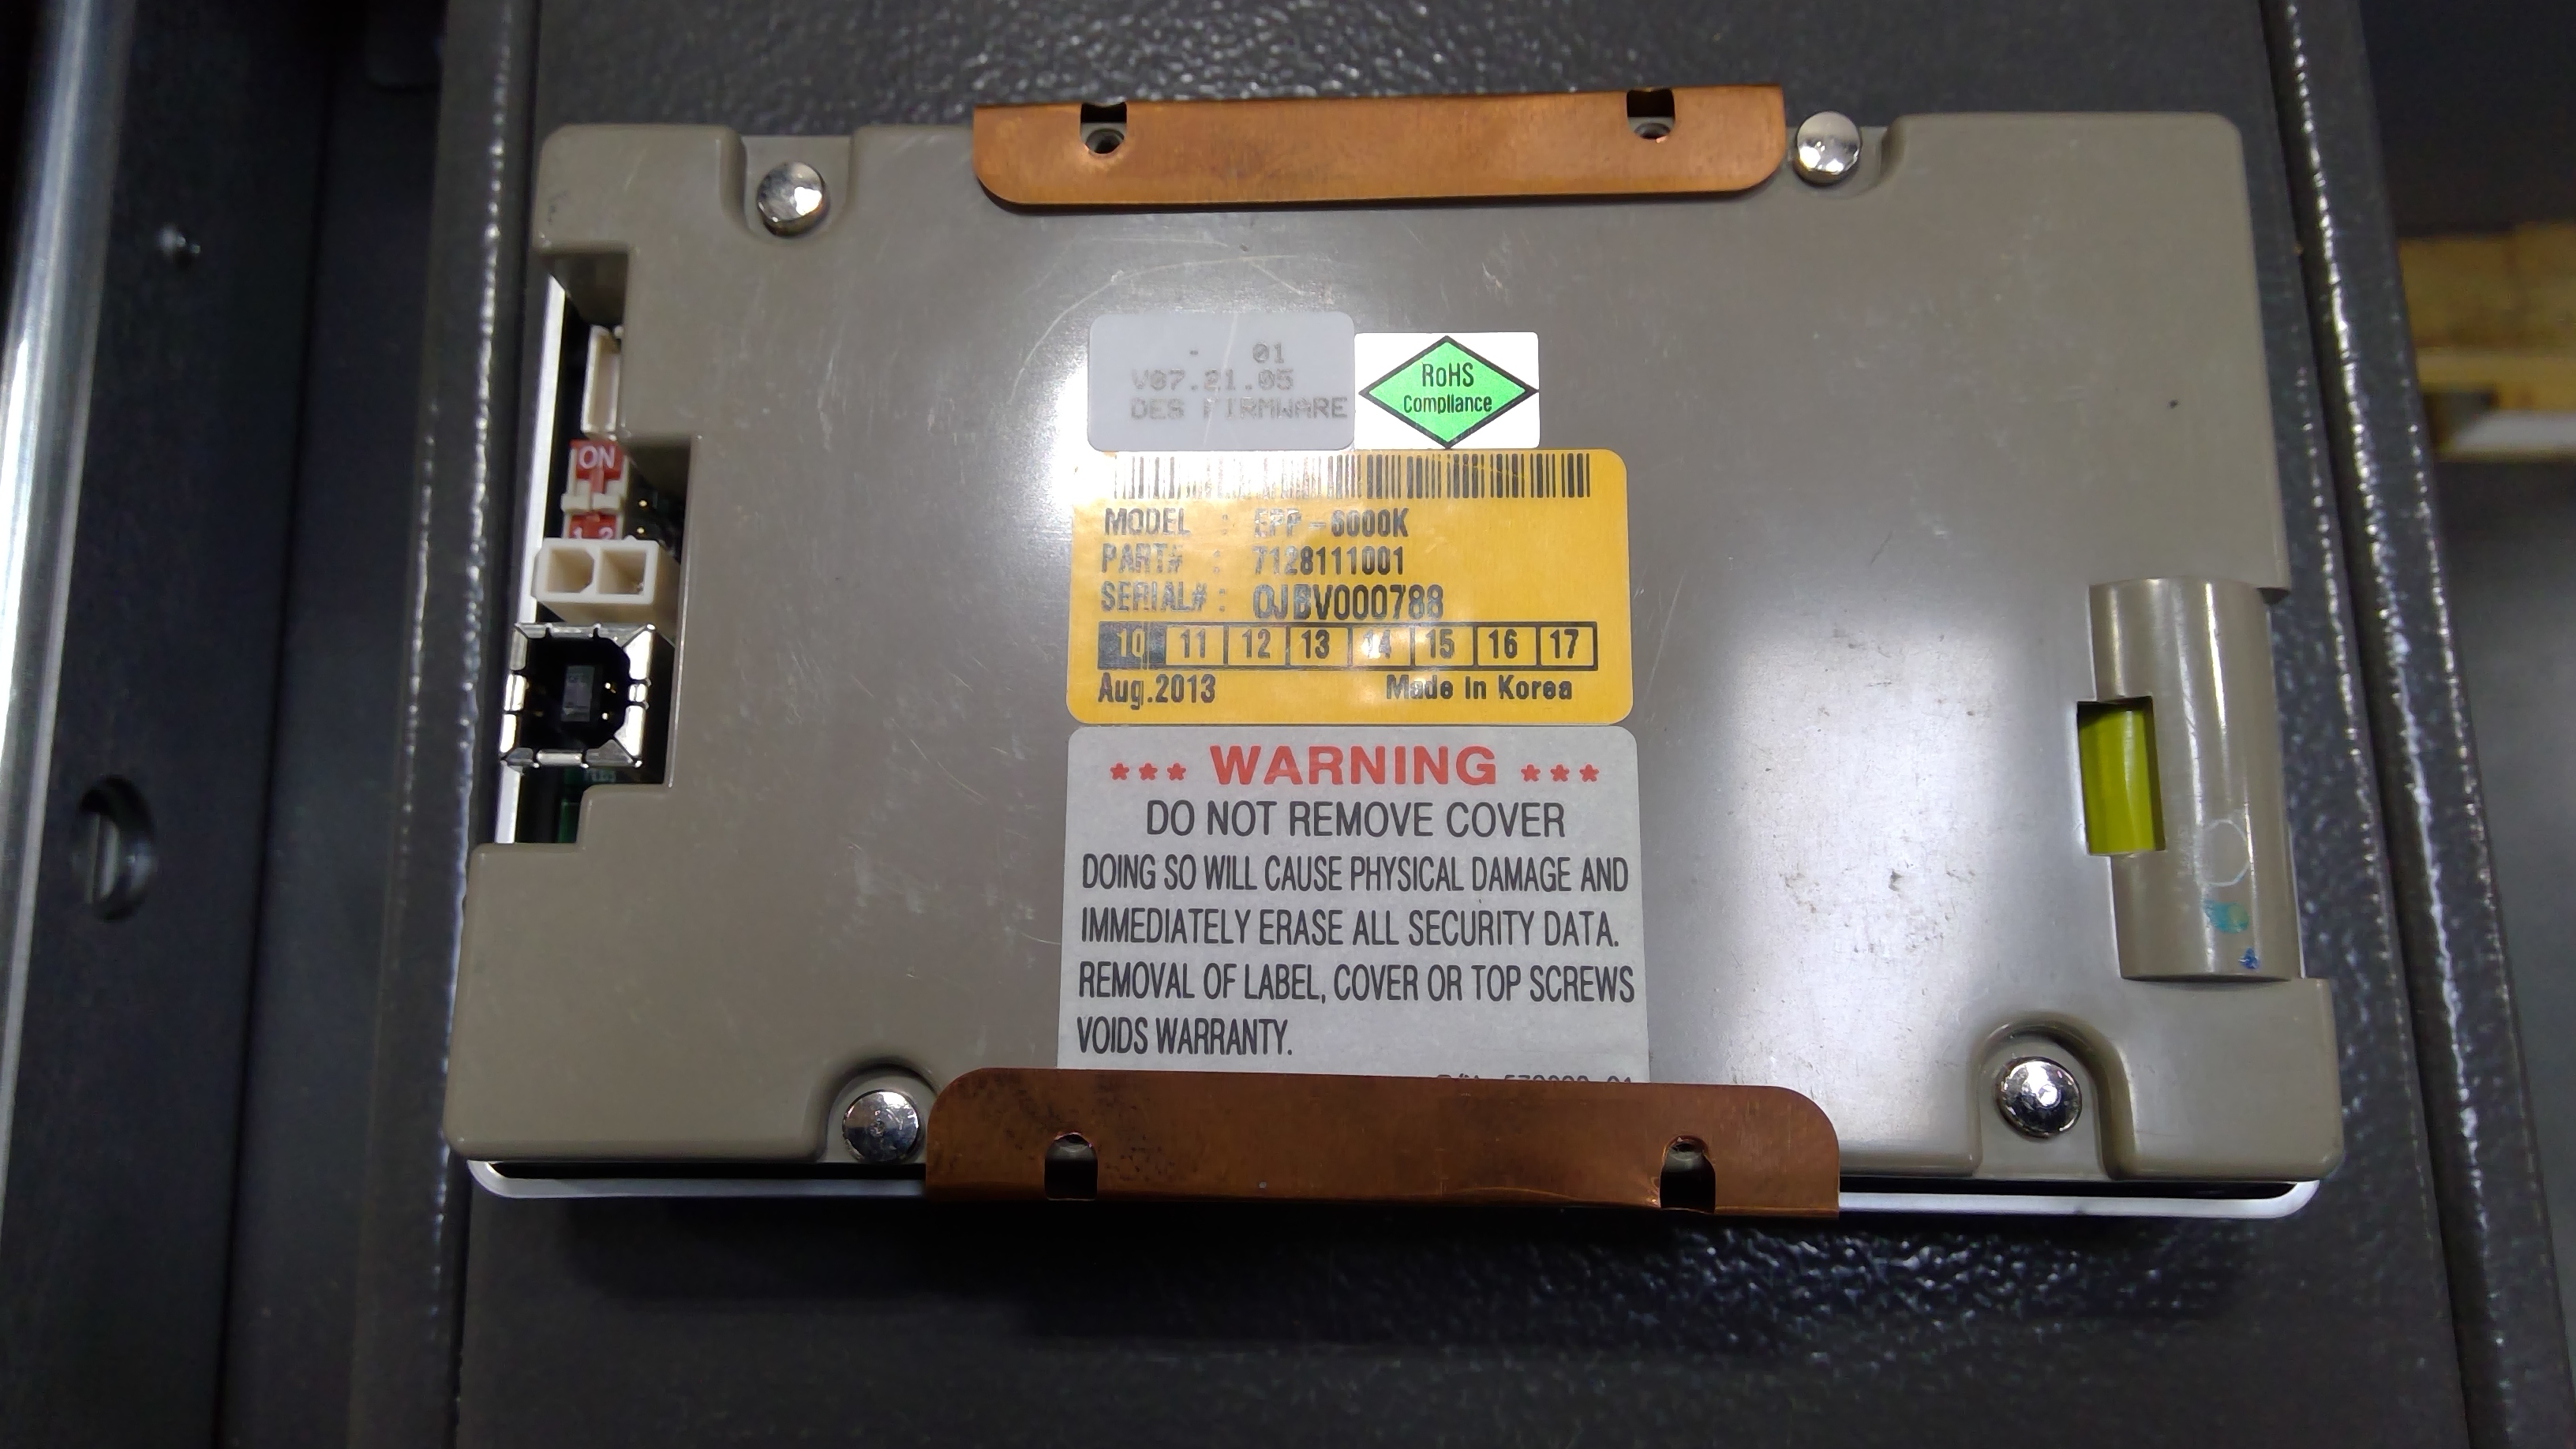 - 01
V07.21.05
DES FIRMWARE
RoHS
Compliance
MODEL : EPP-6000K
PART# : 7128111001
SERIAL# : OJBV000788
10 11 12 13 14 15 16 17
Aug.2013 Made in Korea
*** WARNING ***
DO NOT REMOVE COVER
DOING SO WILL CAUSE PHYSICAL DAMAGE AND
IMMEDIATELY ERASE ALL SECURITY DATA.
REMOVAL OF LABEL, COVER OR TOP SCREWS
VOIDS WARRANTY.
ON
1 2